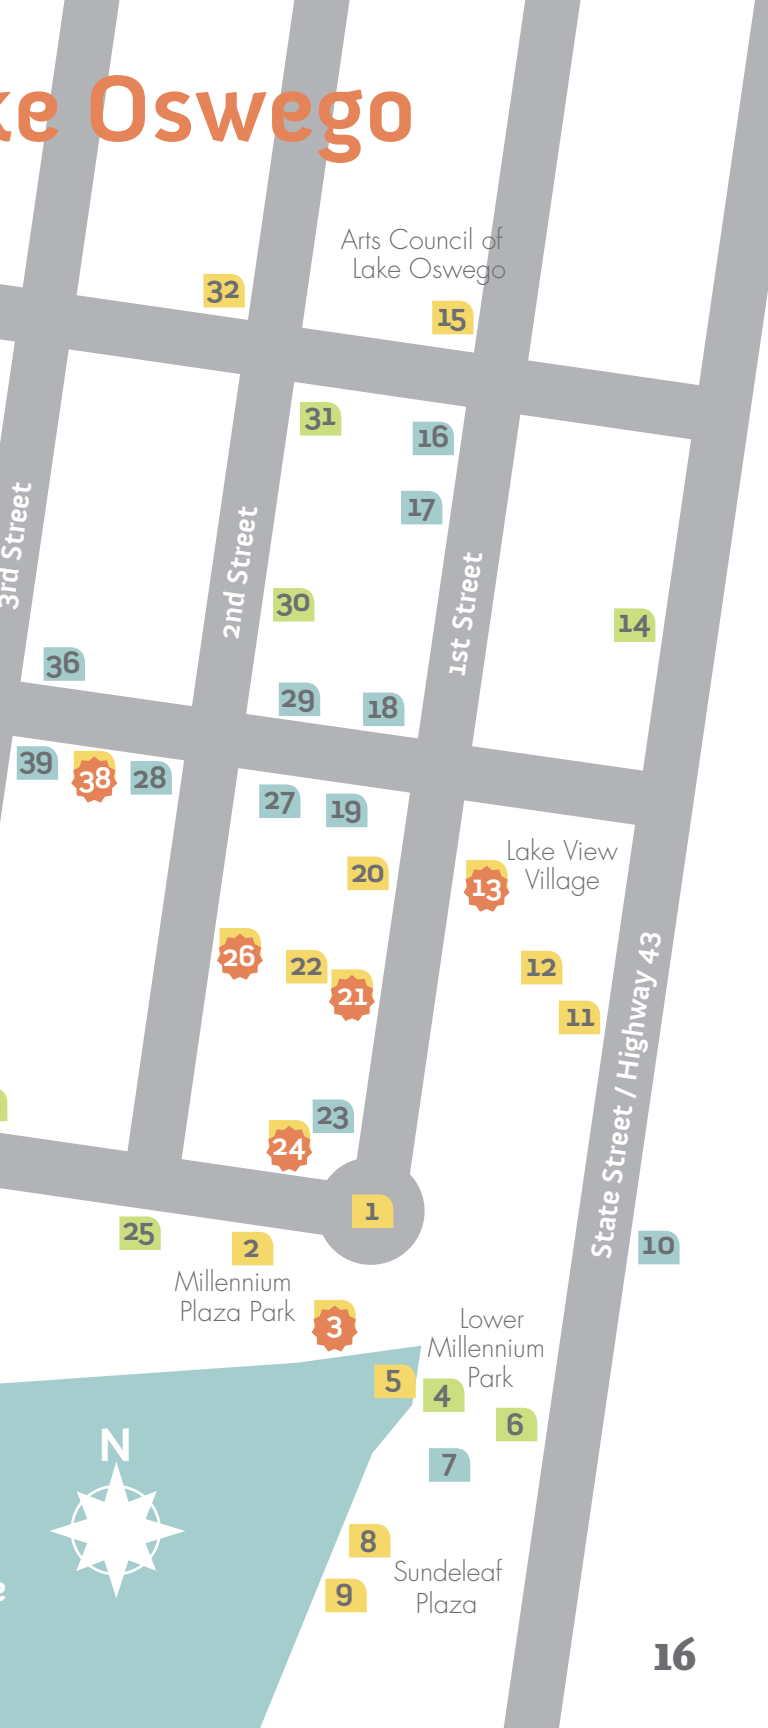 ke Oswego
Arts Council of
Lake Oswego
32
15
31
16
17
3rd Street
2nd Street
1st Street
30
14
36
29
18
39
38
28
27
19
Lake View
Village
20
13
26
22
21
12
11
State Street / Highway 43
23
24
1
25
2
10
Millennium
Plaza Park
3
Lower
Millennium
Park
5
4
6
7
N
8
Sundeleaf
Plaza
9
e
16